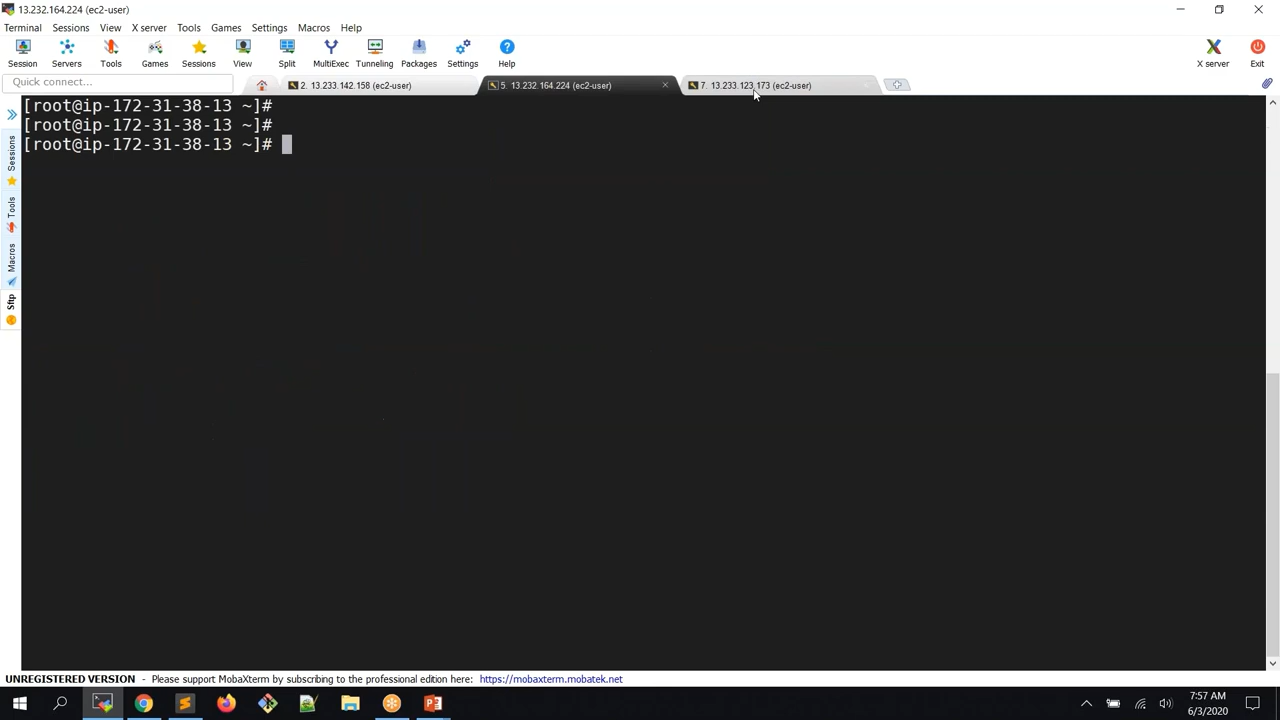 13.232.164.224 (ec2-user)
Terminal Sessions View X server Tools Games Settings Macros Help
Session Servers Tools Games Sessions View Split MultiExec Tunneling Packages Settings Help X server Exit
Quick connect...
2. 13.233.142.158 (ec2-user)
5. 13.232.164.224 (ec2-user)
7. 13.233.123.173 (ec2-user)
[root@ip-172-31-38-13 ~]#
[root@ip-172-31-38-13 ~]#
[root@ip-172-31-38-13 ~]#
Sessions
Tools
Macros
Sftp
UNREGISTERED VERSION - Please support MobaXterm by subscribing to the professional edition here: https://mobaxterm.mobatek.net
7:57 AM
6/3/2020